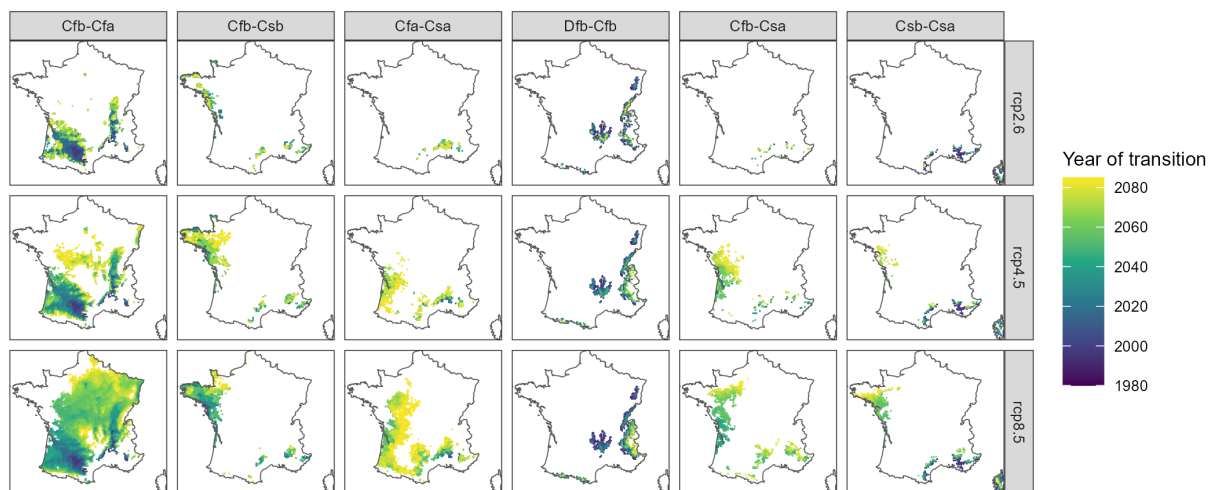 Cfb-Cfa
Cfb-Csb
Cfa-Csa
Dfb-Cfb
Cfb-Csa
Csb-Csa
rcp2.6
rcp4.5
rcp8.5
Year of transition
2080
2060
2040
2020
2000
1980